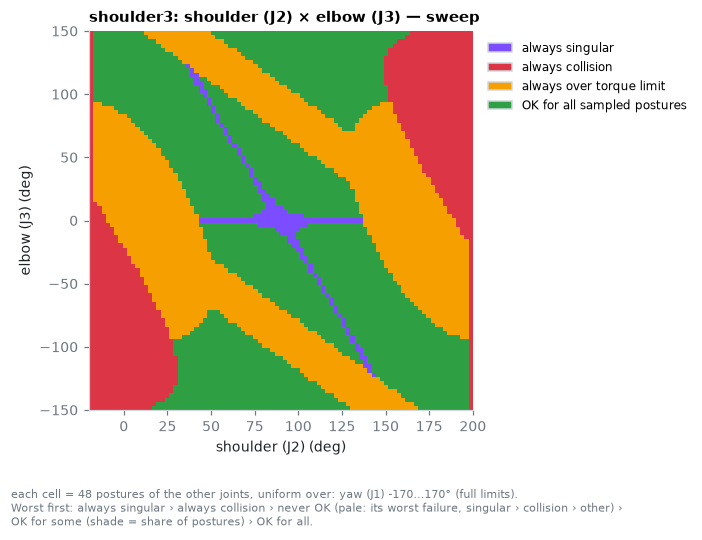 shoulder3: shoulder (J2) × elbow (J3) — sweep
150
100
50
0
−50
−100
−150
elbow (J3) (deg)
0
25
50
75
100
125
150
175
200
shoulder (J2) (deg)
always singular
always collision
always over torque limit
OK for all sampled postures
each cell = 48 postures of the other joints, uniform over: yaw (J1) -170...170° (full limits).
Worst first: always singular › always collision › never OK (pale: its worst failure, singular › collision › other) ›
OK for some (shade = share of postures) › OK for all.